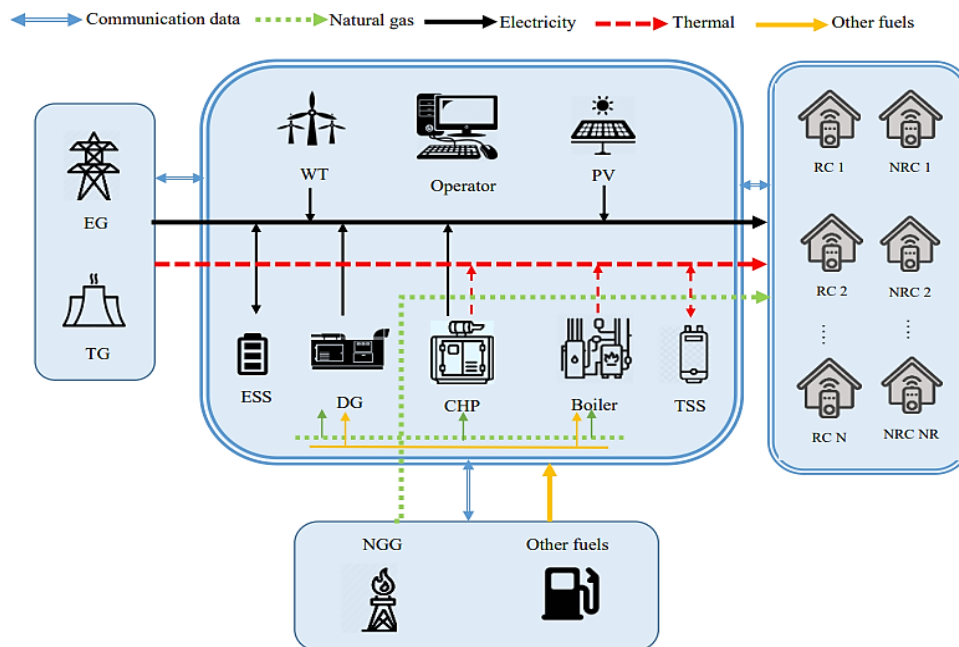 Communication data
Natural gas
Electricity
Thermal
Other fuels
EG
TG
WT
Operator
PV
ESS
DG
CHP
Boiler
TSS
RC 1
NRC 1
RC 2
NRC 2
RC N
NRC NR
NGG
Other fuels